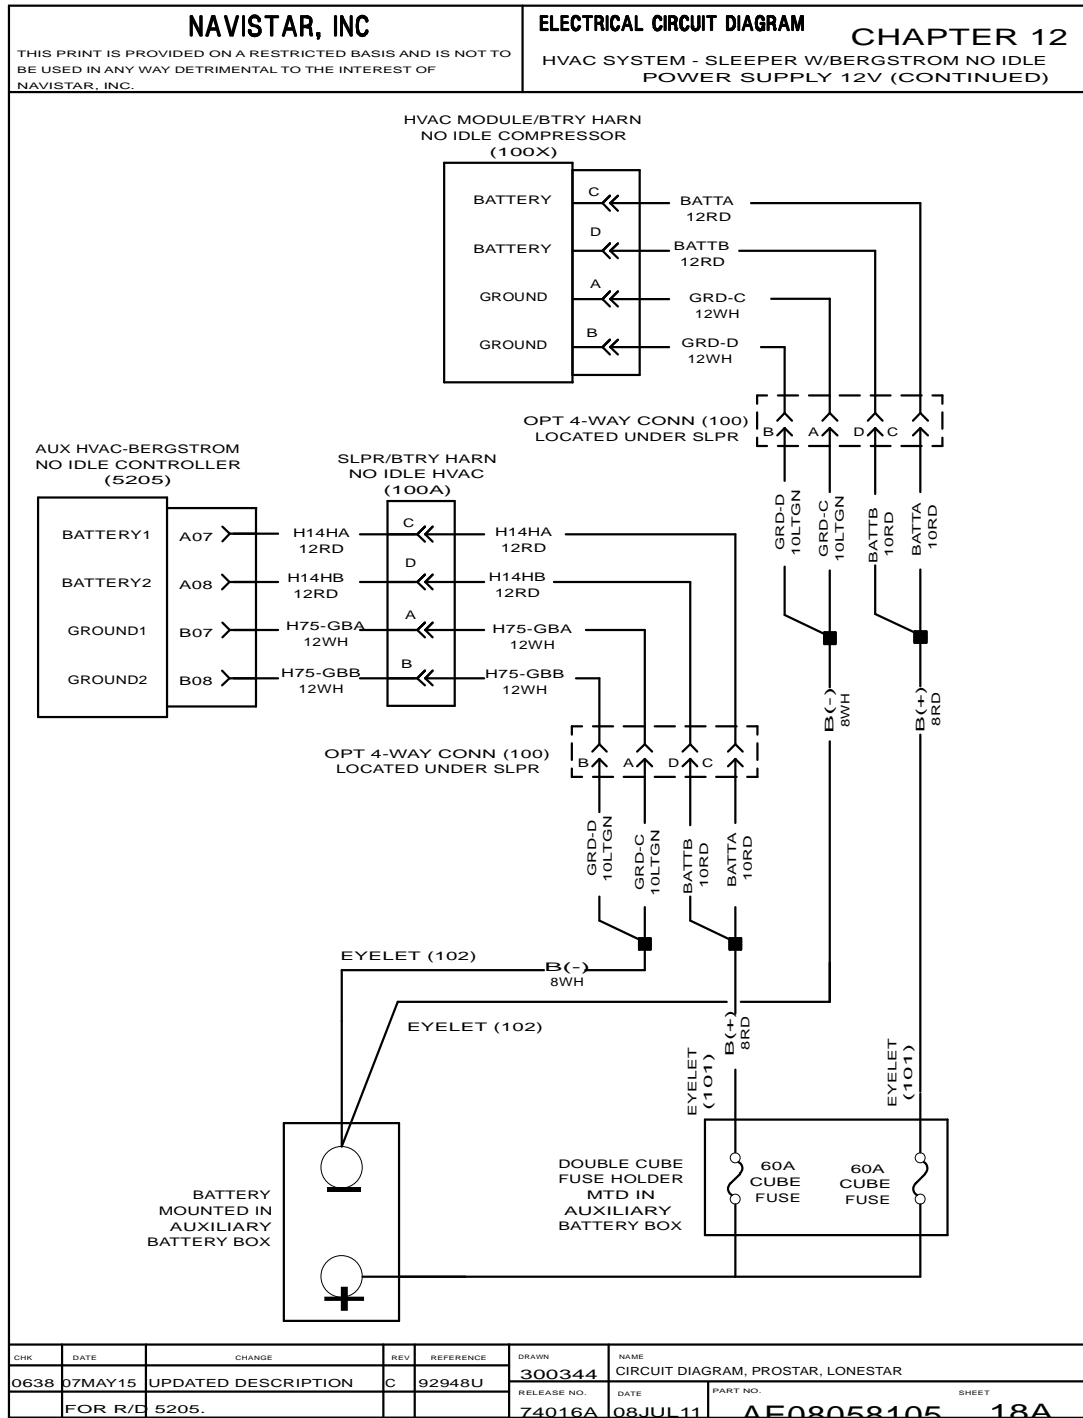 NAVISTAR, INC
THIS PRINT IS PROVIDED ON A RESTRICTED BASIS AND IS NOT TO
BE USED IN ANY WAY DETRIMENTAL TO THE INTEREST OF
NAVISTAR, INC.
ELECTRICAL CIRCUIT DIAGRAM
CHAPTER 12
HVAC SYSTEM - SLEEPER W/BERGSTROM NO IDLE
POWER SUPPLY 12V (CONTINUED)
HVAC MODULE/BTRY HARN
NO IDLE COMPRESSOR
(100X)
BATTERY C BATTA
12RD
BATTERY D BATTB
12RD
GROUND A GRD-C
12WH
GROUND B GRD-D
12WH
OPT 4-WAY CONN (100)
LOCATED UNDER SLPR
B A D C
GRD-D
10LTGN
GRD-C
10LTGN
BATTB
10RD
BATTA
10RD
B(-)
8WH
B(+)
8RD
AUX HVAC-BERGSTROM
NO IDLE CONTROLLER
(5205)
SLPR/BTRY HARN
NO IDLE HVAC
(100A)
BATTERY1 A07 H14HA C H14HA
12RD 12RD
BATTERY2 A08 H14HB D H14HB
12RD 12RD
GROUND1 B07 H75-GBA A H75-GBA
12WH 12WH
GROUND2 B08 H75-GBB B H75-GBB
12WH 12WH
OPT 4-WAY CONN (100)
LOCATED UNDER SLPR
B A D C
GRD-D
10LTGN
GRD-C
10LTGN
BATTB
10RD
BATTA
10RD
EYELET (102)
B(-)
8WH
EYELET (102)
B(+)
8RD
EYELET
(101)
EYELET
(101)
BATTERY
MOUNTED IN
AUXILIARY
BATTERY BOX
DOUBLE CUBE
FUSE HOLDER
MTD IN
AUXILIARY
BATTERY BOX
60A
CUBE
FUSE
60A
CUBE
FUSE
CHK DATE CHANGE REV REFERENCE
0638 07MAY15 UPDATED DESCRIPTION C 92948U
FOR R/D 5205.
DRAWN
300344
NAME
CIRCUIT DIAGRAM, PROSTAR, LONESTAR
RELEASE NO. DATE PART NO. SHEET
74016A 08JUL11 AE08058105 18A